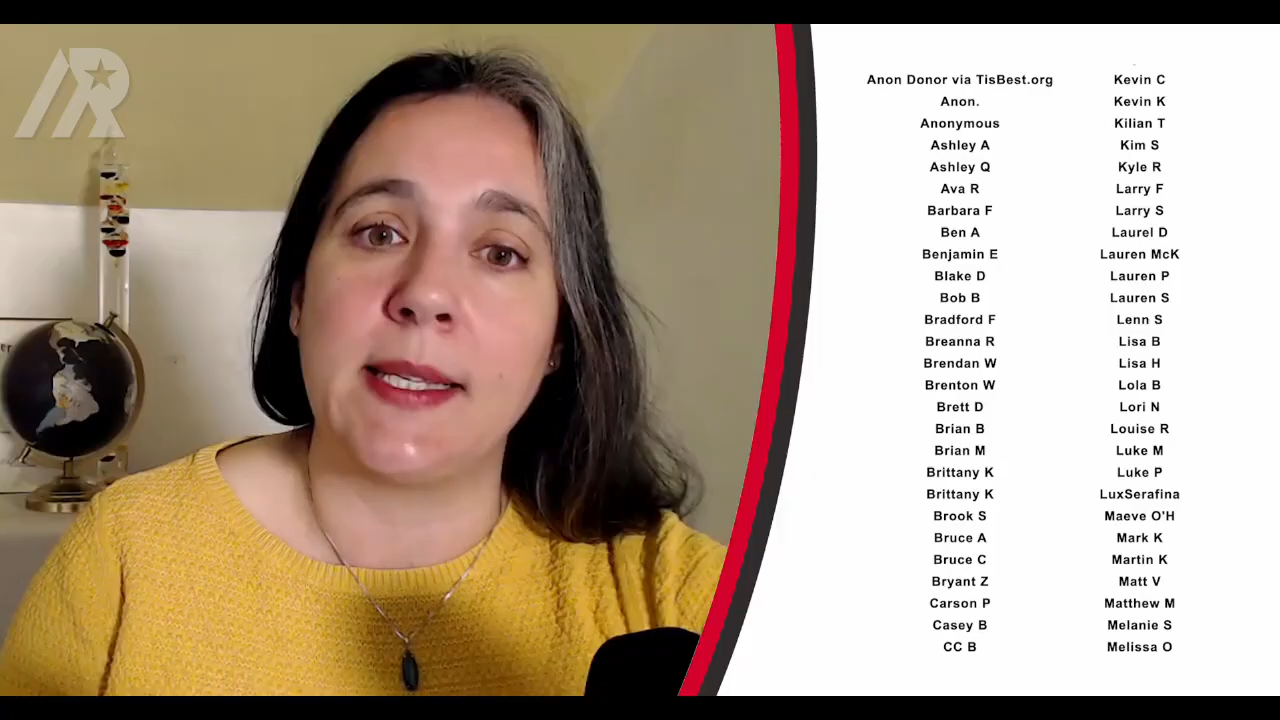 Anon Donor via TisBest.org
Anon.
Anonymous
Ashley A
Ashley Q
Ava R
Barbara F
Ben A
Benjamin E
Blake D
Bob B
Bradford F
Breanna R
Brendan W
Brenton W
Brett D
Brian B
Brian M
Brittany K
Brittany K
Brook S
Bruce A
Bruce C
Bryant Z
Carson P
Casey B
CC B
Kevin C
Kevin K
Kilian T
Kim S
Kyle R
Larry F
Larry S
Laurel D
Lauren McK
Lauren P
Lauren S
Lenn S
Lisa B
Lisa H
Lola B
Lori N
Louise R
Luke M
Luke P
LuxSerafina
Maeve O'H
Mark K
Martin K
Matt V
Matthew M
Melanie S
Melissa O